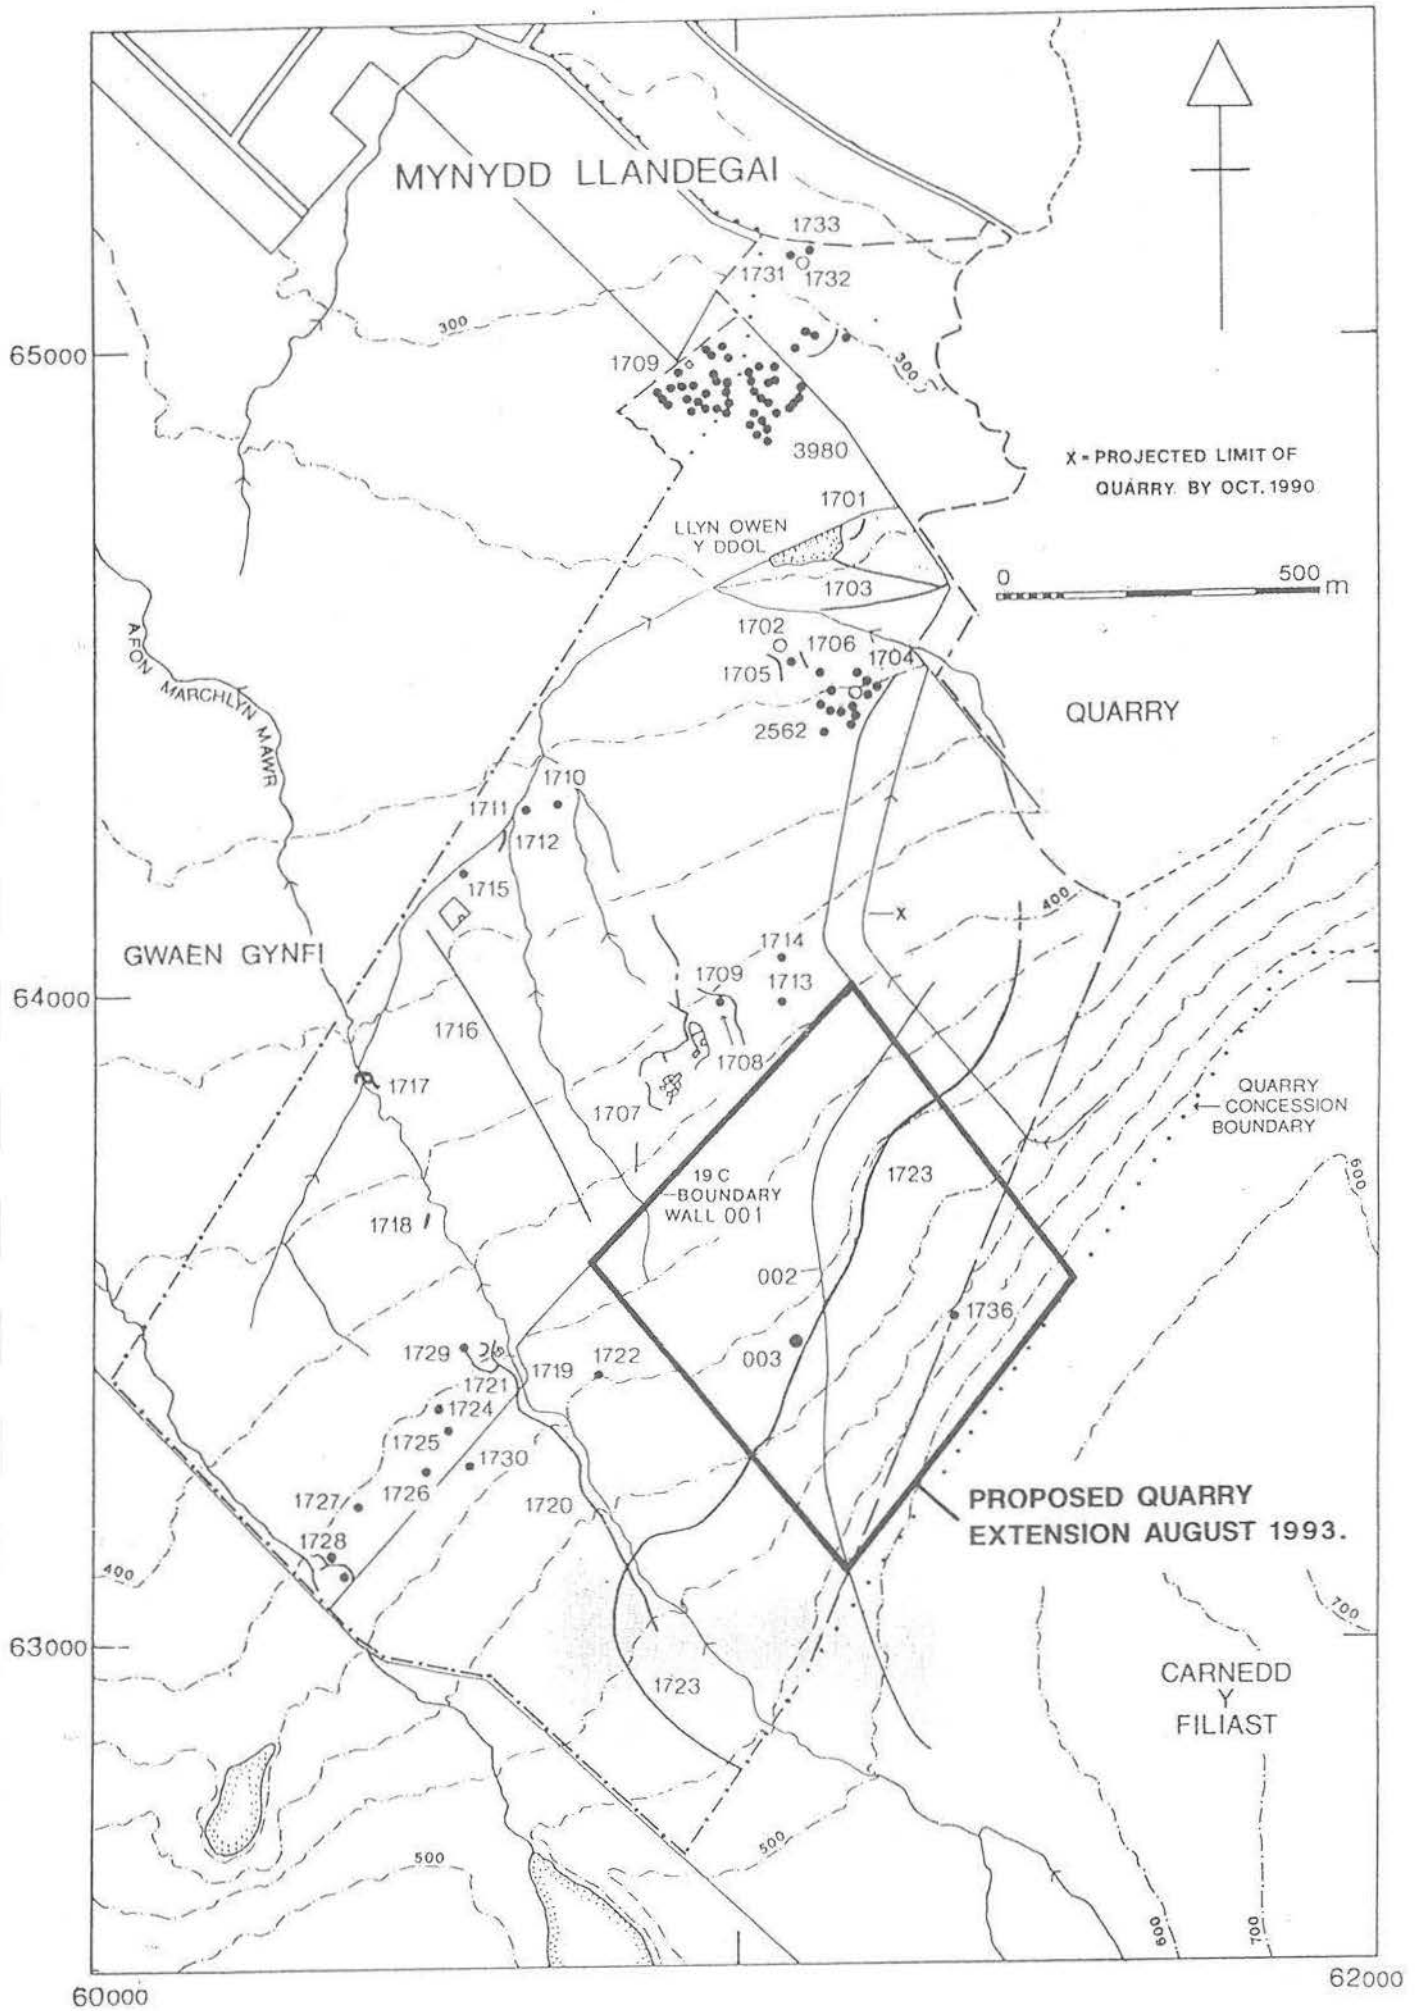 MYNYDD LLANDEGAI
1733
1731
1732
300
65000
1709
300
3980
X = PROJECTED LIMIT OF
QUARRY BY OCT. 1990
1701
LLYN OWEN
Y DDOL
0
500 m
1703
1702
1706
1704
1705
AFON MARCHLYN MAWR
QUARRY
2562
1710
1711
1712
1715
400
X
GWAEN GYNFI
1714
1709
1713
64000
1716
1708
1717
1707
QUARRY
CONCESSION
BOUNDARY
19 C
BOUNDARY
WALL 001
1723
600
1718
002
1736
1729
003
1719
1722
1721
1724
1725
1730
1726
1727
1720
PROPOSED QUARRY
EXTENSION AUGUST 1993.
1728
400
700
63000
1723
CARNEDD
Y
FILIAST
500
500
600
700
60000
62000